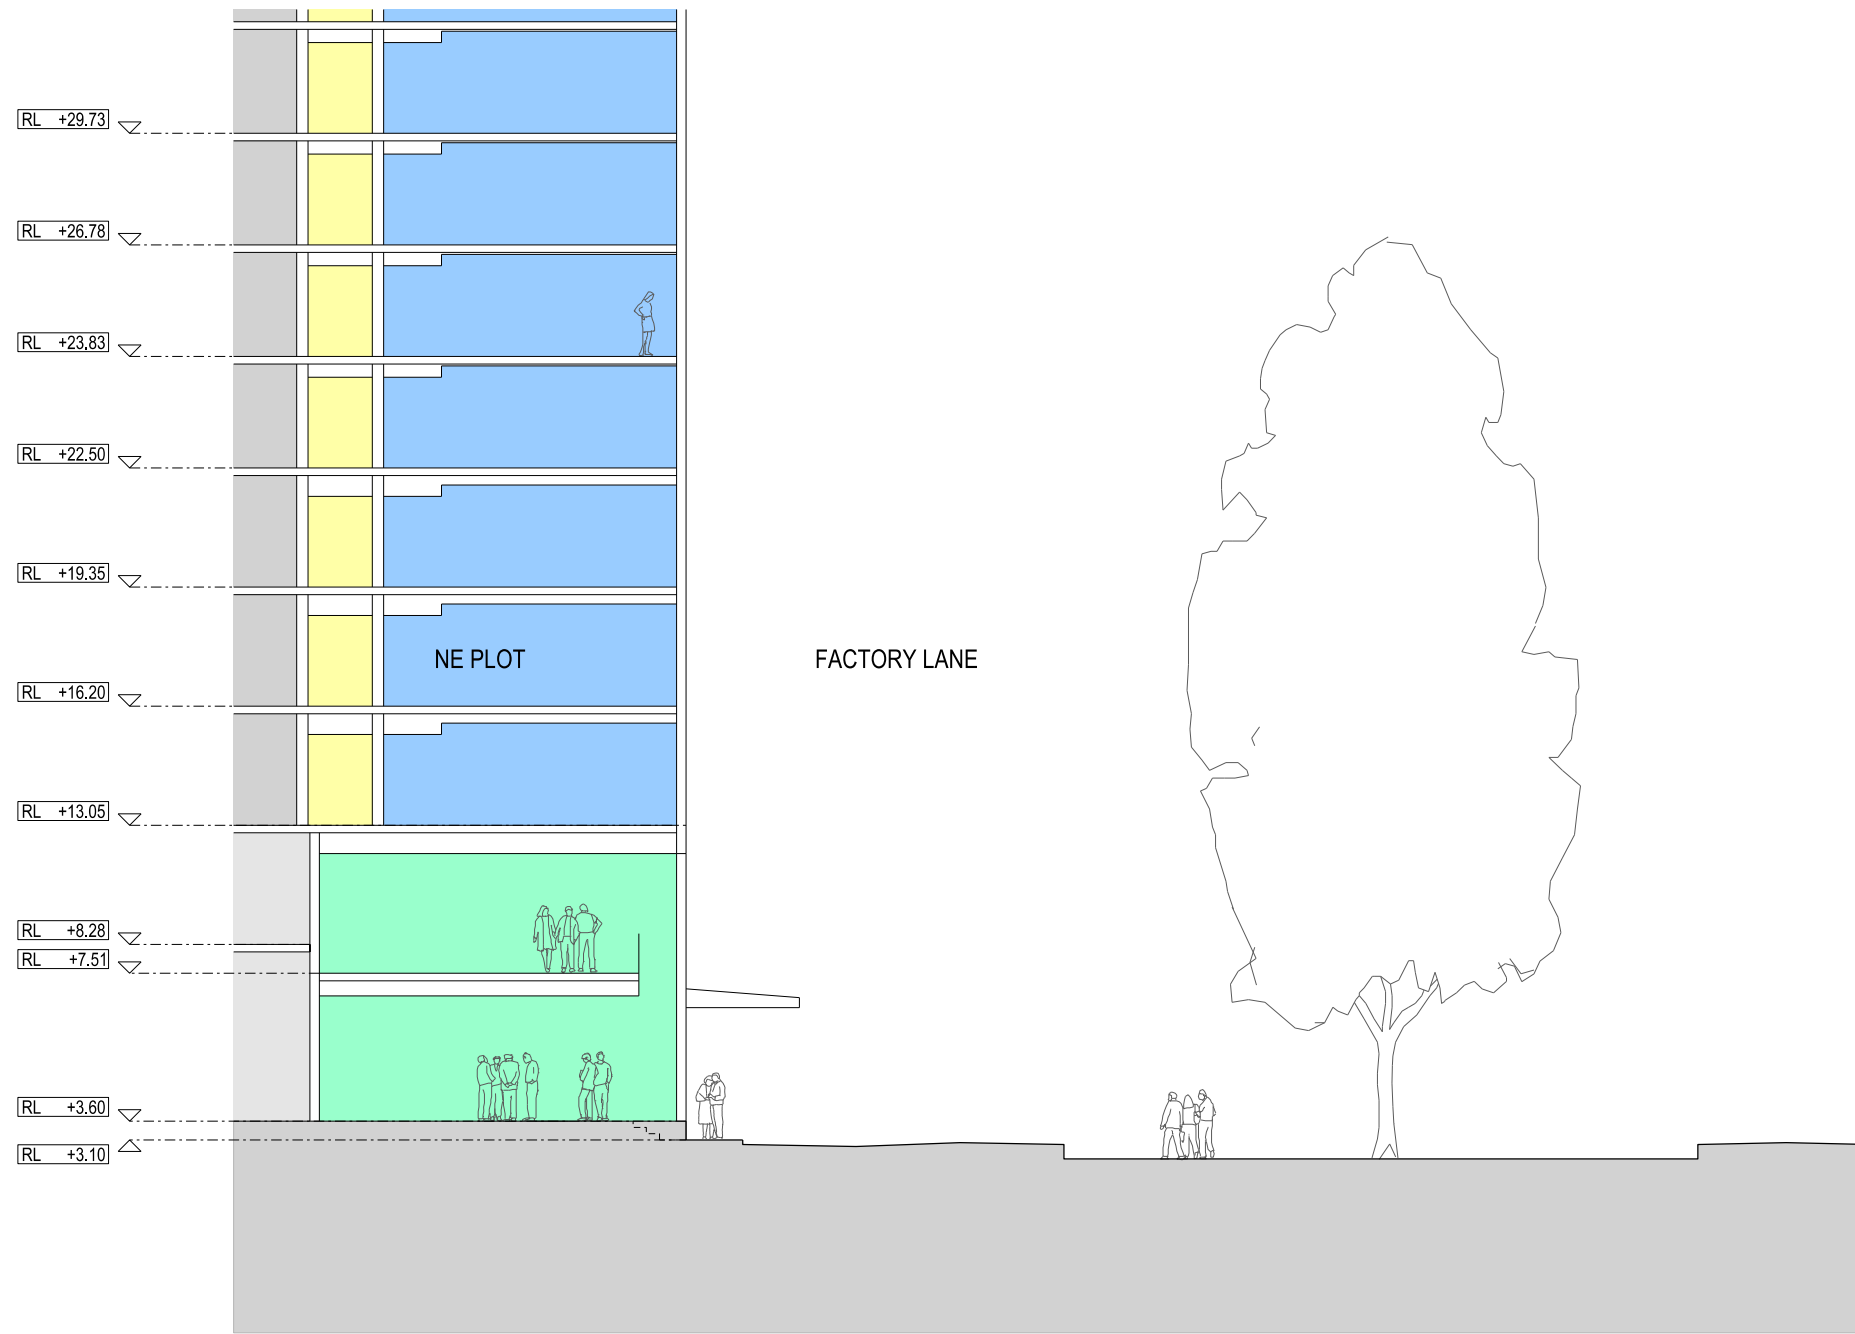 RL +29.73
RL +26.78
RL +23.83
RL +22.50
RL +19.35
NE PLOT FACTORY LANE
RL +16.20
RL +13.05
RL +8.28
RL +7.51
RL +3.60
RL +3.10